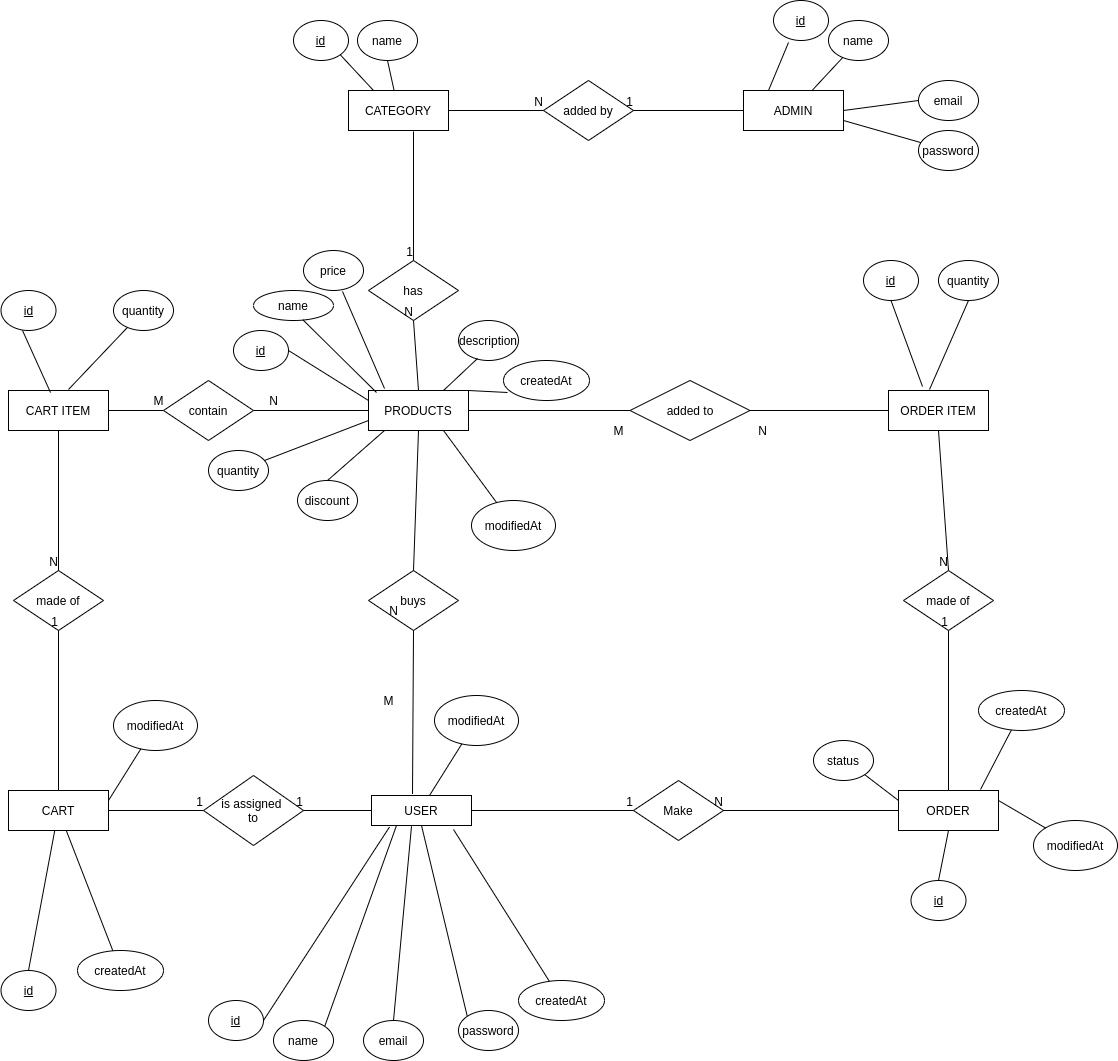 id
id
name
name
CATEGORY
N
added by
1
ADMIN
email
password
1
has
N
price
name
id
description
createdAt
id
quantity
id
quantity
CART ITEM
M
contain
N
PRODUCTS
added to
M
N
ORDER ITEM
quantity
discount
modifiedAt
N
made of
1
buys
N
M
N
made of
1
modifiedAt
modifiedAt
createdAt
status
CART
1
is assigned
to
1
USER
1
Make
N
ORDER
modifiedAt
id
createdAt
id
id
name
email
password
createdAt